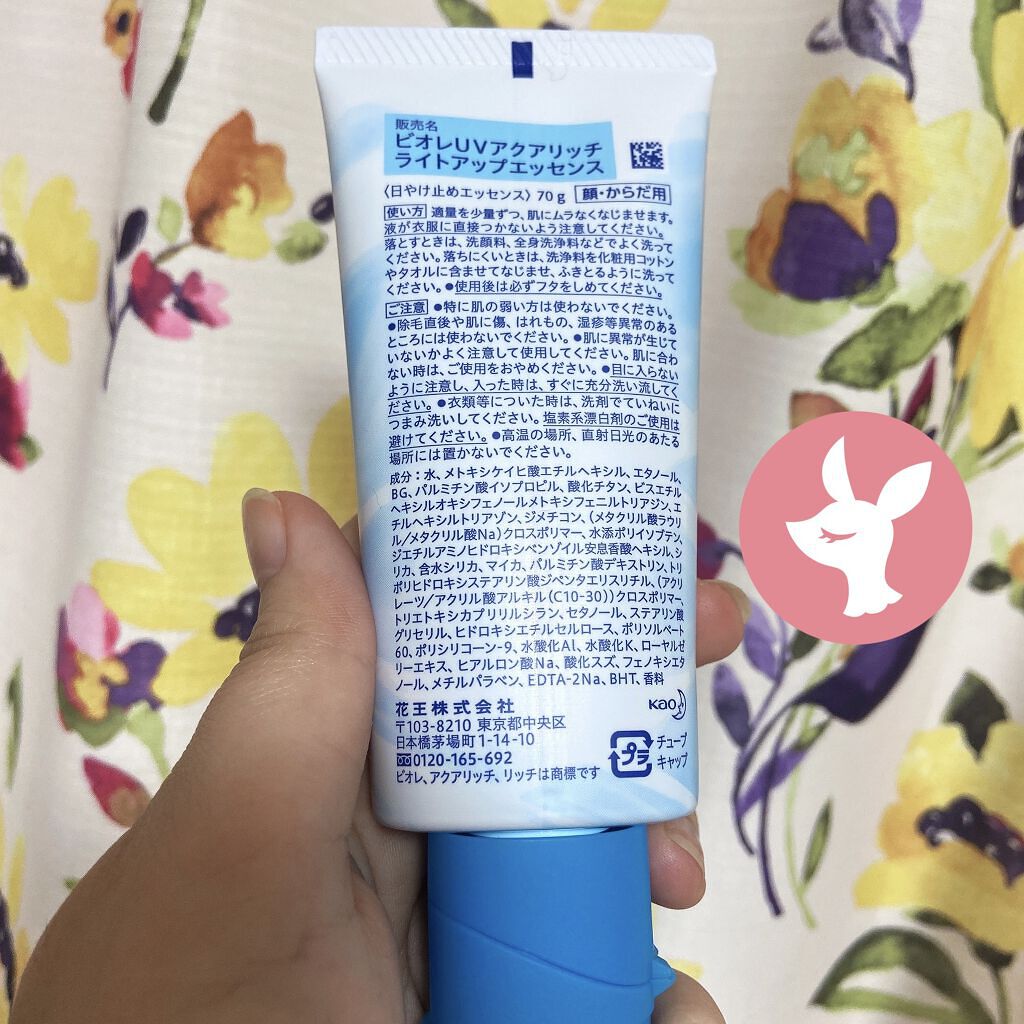 販売名
ビオレUVアクアリッチ
ライトアップエッセンス
〈日やけ止めエッセンス〉70g 顔・からだ用
使い方 適量を少量ずつ、肌にムラなくなじませます。
液が衣服に直接つかないよう注意してください。
落とすときは、洗顔料、全身洗浄料などでよく洗って
ください。落ちにくいときは、洗浄料を化粧用コットン
やタオルに含ませてなじませ、ふきとるように洗って
ください。●使用後は必ずフタをしめてください。
ご注意 ●特に肌の弱い方は使わないでください。
●除毛直後や肌に傷、はれもの、湿疹等異常のある
ところには使わないでください。●肌に異常が生じて
いないかよく注意して使用してください。肌に合わ
ない時は、ご使用をおやめください。●目に入らない
ように注意し、入った時は、すぐに充分洗い流してく
ださい。●衣類等についた時は、洗剤でていねいに
つまみ洗いしてください。塩素系漂白剤のご使用は
避けてください。●高温の場所、直射日光のあたる
場所には置かないでください。
成分：水、メトキシケイヒ酸エチルヘキシル、エタノール、
BG、パルミチン酸イソプロピル、酸化チタン、ビスエチル
ヘキシルオキシフェノールメトキシフェニルトリアジン、エ
チルヘキシルトリアゾン、ジメチコン、(メタクリル酸ラウリ
ル/メタクリル酸Na)クロスポリマー、水添ポリイソブテン、
ジエチルアミノヒドロキシベンゾイル安息香酸ヘキシル、シ
リカ、含水シリカ、マイカ、パルミチン酸デキストリン、トリ
ポリヒドロキシステアリン酸ジペンタエリスリチル、(アクリ
レーツ/アクリル酸アルキル(C10-30))クロスポリマー、
トリエトキシカプリリルシラン、セタノール、ステアリン酸
グリセリル、ヒドロキシエチルセルロース、ポリソルベート
60、ポリシリコーン-9、水酸化Al、水酸化K、ローヤルゼ
リーエキス、ヒアルロン酸Na、酸化スズ、フェノキシエタ
ノール、メチルパラベン、EDTA-2Na、BHT、香料
花王株式会社 Kao
〒103-8210 東京都中央区
日本橋茅場町1-14-10
0120-165-692
ビオレ、アクアリッチ、リッチは商標です
プラ チューブ
キャップ